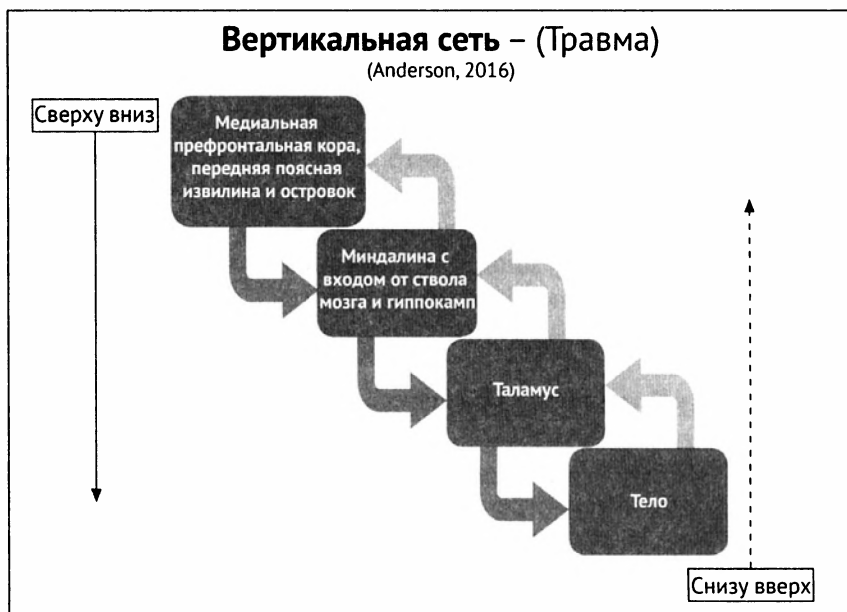 Вертикальная сеть – (Травма)
(Anderson, 2016)
Сверху вниз
Медиальная
префронтальная кора,
передняя поясная
извилина и островок
Миндалина с
входом от ствола
мозга и гиппокамп
Таламус
Тело
Снизу вверх